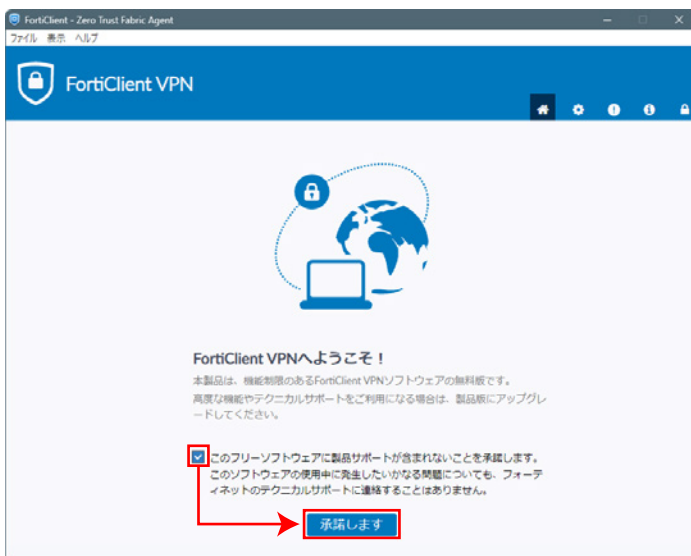 FortiClient - Zero Trust Fabric Agent
ファイル 表示 ヘルプ
FortiClient VPN
FortiClient VPNへようこそ！
本製品は、機能制限のあるFortiClient VPNソフトウェアの無料版です。
高度な機能やテクニカルサポートをご利用になる場合は、製品版にアップグレ
ードしてください。
このフリーソフトウェアに製品サポートが含まれないことを承諾します。
このソフトウェアの使用中に発生したいかなる問題についても、フォーテ
ィネットのテクニカルサポートに連絡することはありません。
承諾します